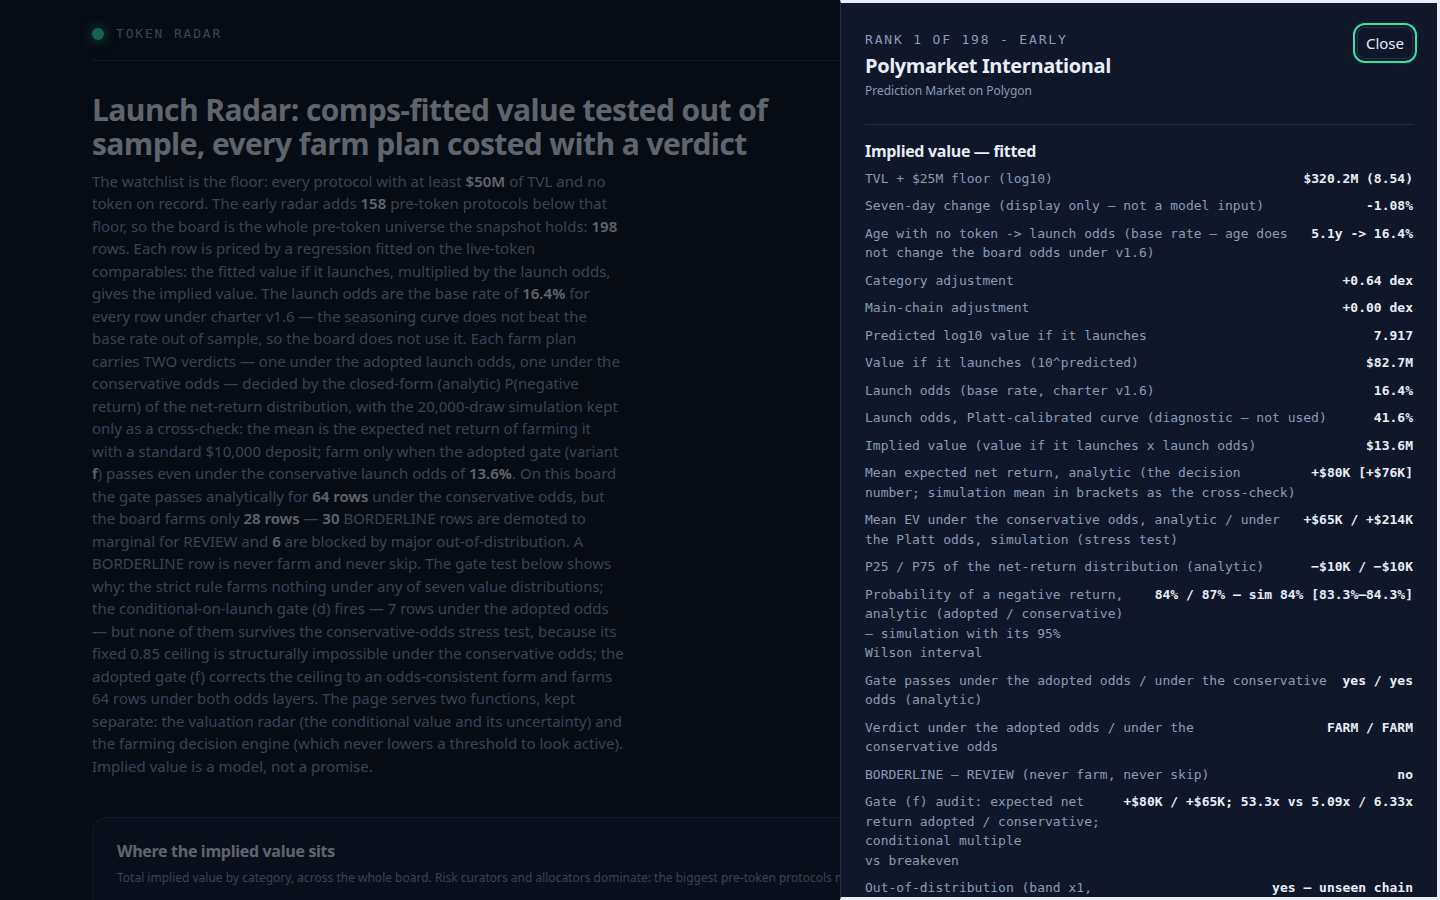 TOKEN RADAR
Launch Radar: comps-fitted value tested out of
sample, every farm plan costed with a verdict
The watchlist is the floor: every protocol with at least $50M of TVL and no
token on record. The early radar adds 158 pre-token protocols below that
floor, so the board is the whole pre-token universe the snapshot holds: 198
rows. Each row is priced by a regression fitted on the live-token
comparables: the fitted value if it launches, multiplied by the launch odds,
gives the implied value. The launch odds are the base rate of 16.4% for
every row under charter v1.6 — the seasoning curve does not beat the
base rate out of sample, so the board does not use it. Each farm plan
carries TWO verdicts — one under the adopted launch odds, one under the
conservative odds — decided by the closed-form (analytic) P(negative
return) of the net-return distribution, with the 20,000-draw simulation kept
only as a cross-check: the mean is the expected net return of farming it
with a standard $10,000 deposit; farm only when the adopted gate (variant
f) passes even under the conservative launch odds of 13.6%. On this board
the gate passes analytically for 64 rows under the conservative odds, but
the board farms only 28 rows — 30 BORDERLINE rows are demoted to
marginal for REVIEW and 6 are blocked by major out-of-distribution. A
BORDERLINE row is never farm and never skip. The gate test below shows
why: the strict rule farms nothing under any of seven value distributions;
the conditional-on-launch gate (d) fires — 7 rows under the adopted odds
— but none of them survives the conservative-odds stress test, because its
fixed 0.85 ceiling is structurally impossible under the conservative odds; the
adopted gate (f) corrects the ceiling to an odds-consistent form and farms
64 rows under both odds layers. The page serves two functions, kept
separate: the valuation radar (the conditional value and its uncertainty) and
the farming decision engine (which never lowers a threshold to look active).
Implied value is a model, not a promise.
Where the implied value sits
Total implied value by category, across the whole board. Risk curators and allocators dominate: the biggest pre-token protocols
RANK 1 OF 198 - EARLY
Close
Polymarket International
Prediction Market on Polygon
Implied value — fitted
TVL + $25M floor (log10) $320.2M (8.54)
Seven-day change (display only — not a model input) -1.08%
Age with no token -> launch odds (base rate — age does 5.1y -> 16.4%
not change the board odds under v1.6)
Category adjustment +0.64 dex
Main-chain adjustment +0.00 dex
Predicted log10 value if it launches 7.917
Value if it launches (10^predicted) $82.7M
Launch odds (base rate, charter v1.6) 16.4%
Launch odds, Platt-calibrated curve (diagnostic — not used) 41.6%
Implied value (value if it launches x launch odds) $13.6M
Mean expected net return, analytic (the decision +$80K [+$76K]
number; simulation mean in brackets as the cross-check)
Mean EV under the conservative odds, analytic / under +$65K / +$214K
the Platt odds, simulation (stress test)
P25 / P75 of the net-return distribution (analytic) −$10K / −$10K
Probability of a negative return, 84% / 87% — sim 84% [83.3%–84.3%]
analytic (adopted / conservative)
— simulation with its 95%
Wilson interval
Gate passes under the adopted odds / under the conservative yes / yes
odds (analytic)
Verdict under the adopted odds / under the FARM / FARM
conservative odds
BORDERLINE — REVIEW (never farm, never skip) no
Gate (f) audit: expected net +$80K / +$65K; 53.3x vs 5.09x / 6.33x
return adopted / conservative;
conditional multiple
vs breakeven
Out-of-distribution (band x1, yes — unseen chain